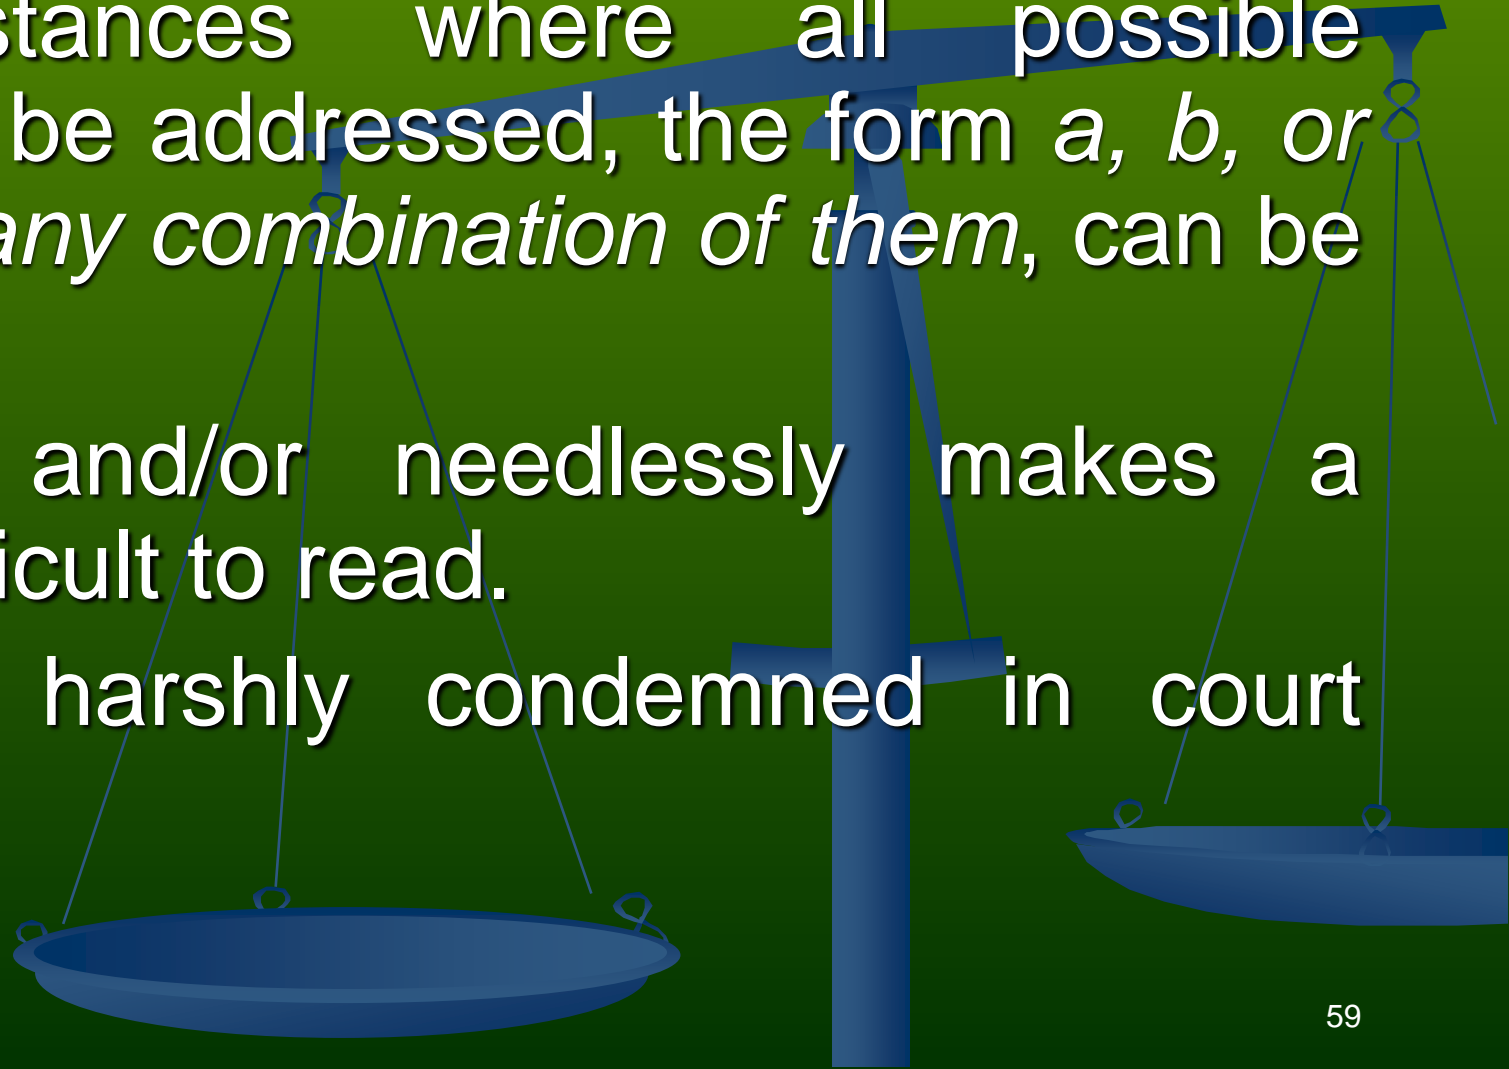 stances where all possible
be addressed, the form a, b, or
any combination of them, can be
and/or needlessly makes a
icult to read.
harshly condemned in court
59